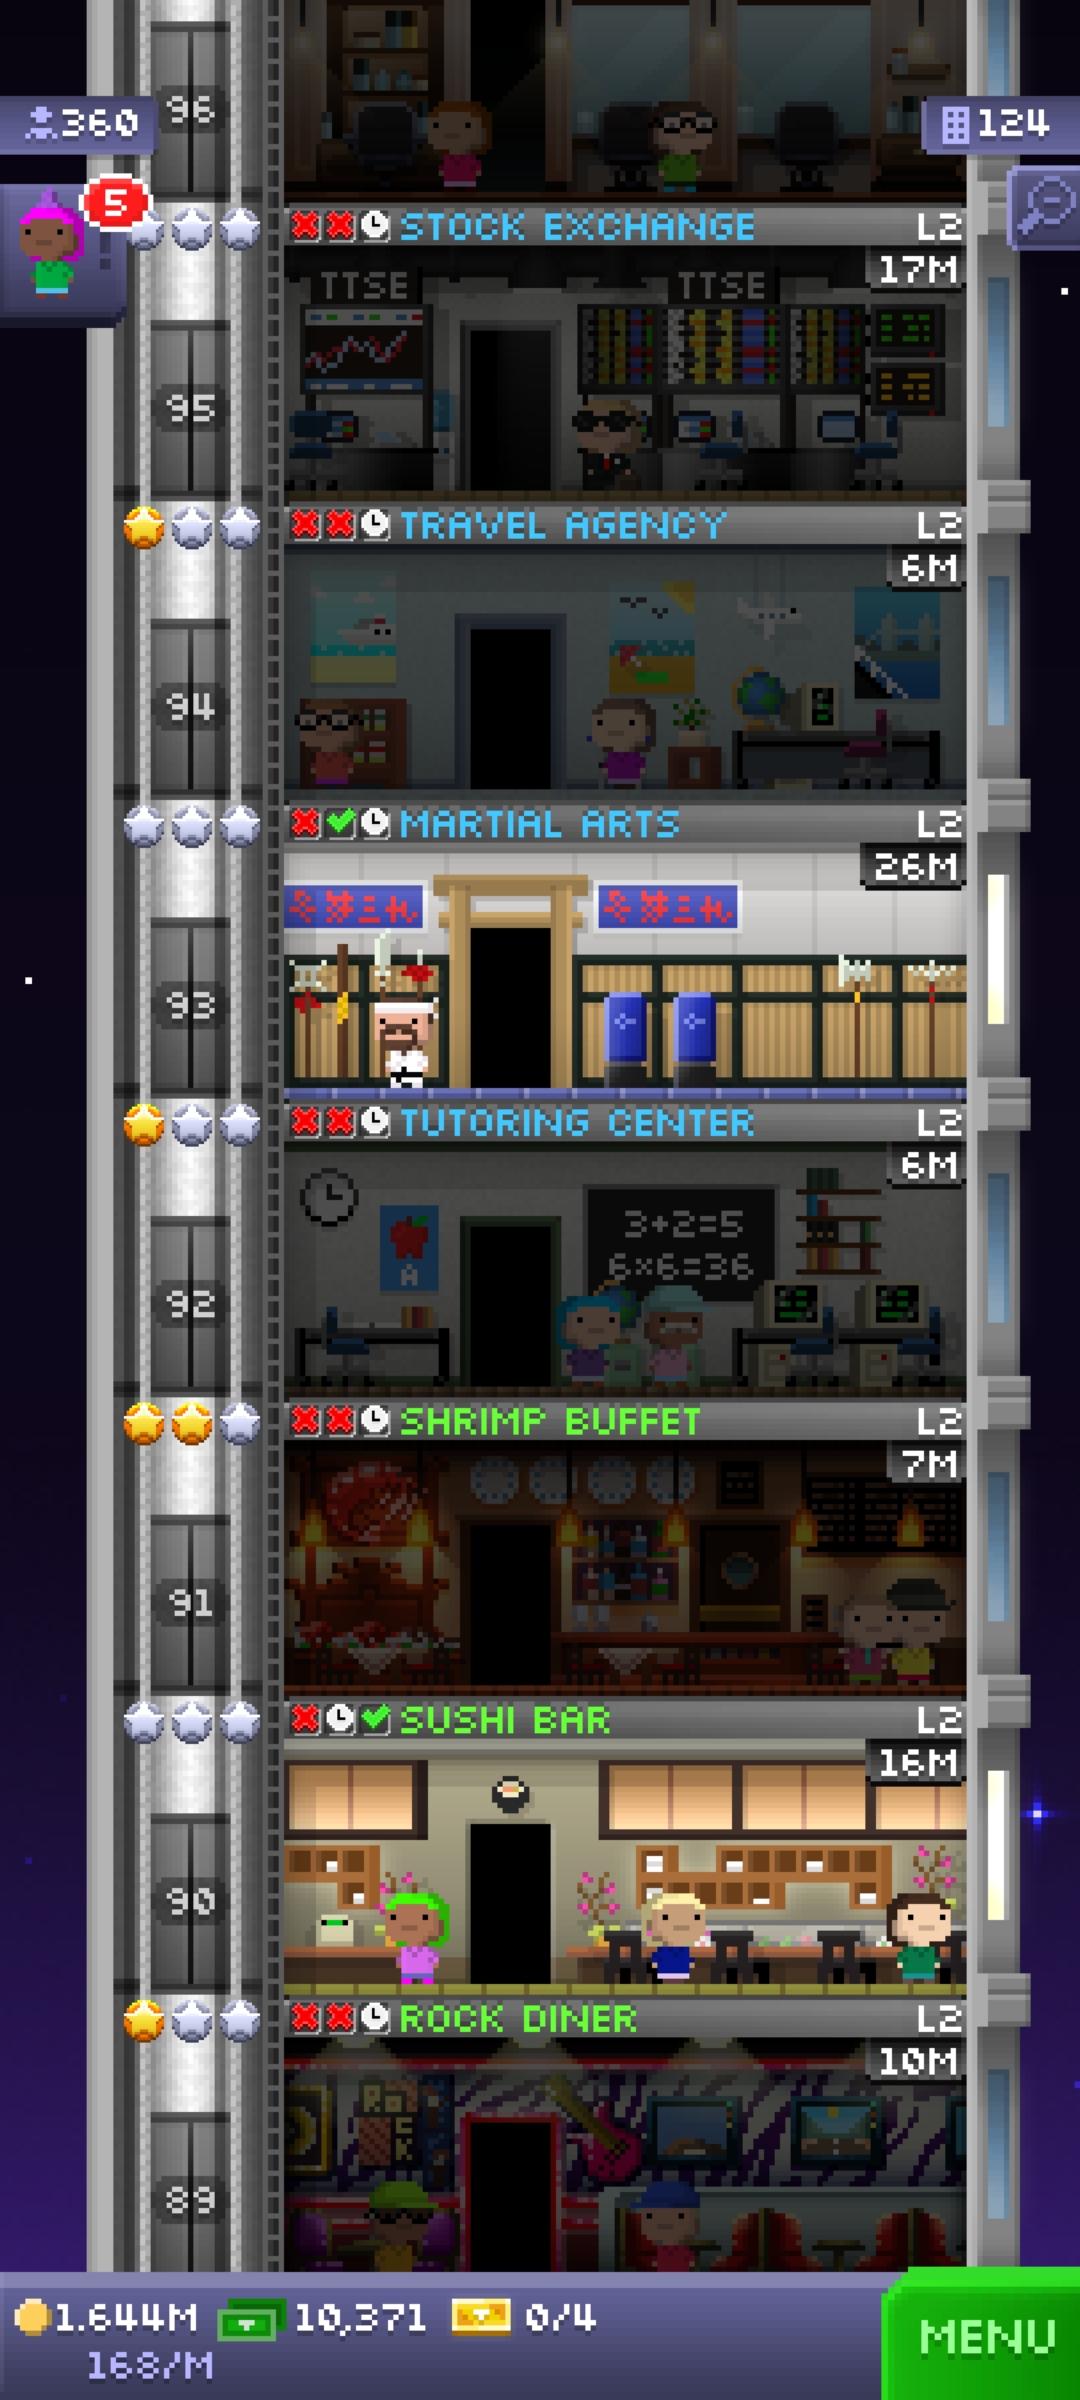 96
360
124
5
STOCK EXCHANGE L2
17M
TTSE TTSE
95
TRAVEL AGENCY L2
6M
94
MARTIAL ARTS L2
26M
93
TUTORING CENTER L2
6M
3+2=5
A
6×6=36
92
SHRIMP BUFFET L2
7M
91
SUSHI BAR L2
16M
90
ROCK DINER L2
10M
89
1.644M 10,371 0/4
168/M
MENU